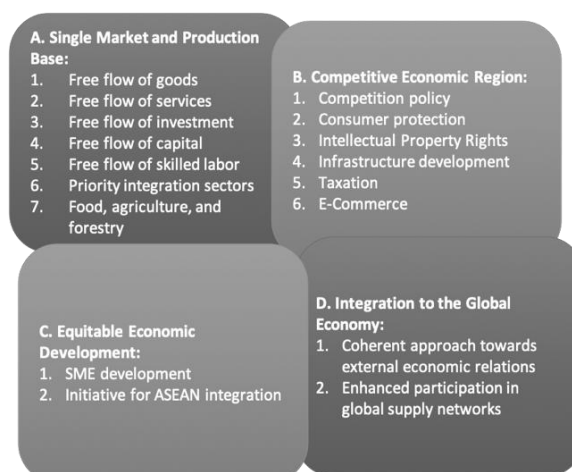 A. Single Market and Production
Base:
1. Free flow of goods
2. Free flow of services
3. Free flow of investment
4. Free flow of capital
5. Free flow of skilled labor
6. Priority integration sectors
7. Food, agriculture, and
forestry
B. Competitive Economic Region:
1. Competition policy
2. Consumer protection
3. Intellectual Property Rights
4. Infrastructure development
5. Taxation
6. E-Commerce
C. Equitable Economic
Development:
1. SME development
2. Initiative for ASEAN integration
D. Integration to the Global
Economy:
1. Coherent approach towards
external economic relations
2. Enhanced participation in
global supply networks